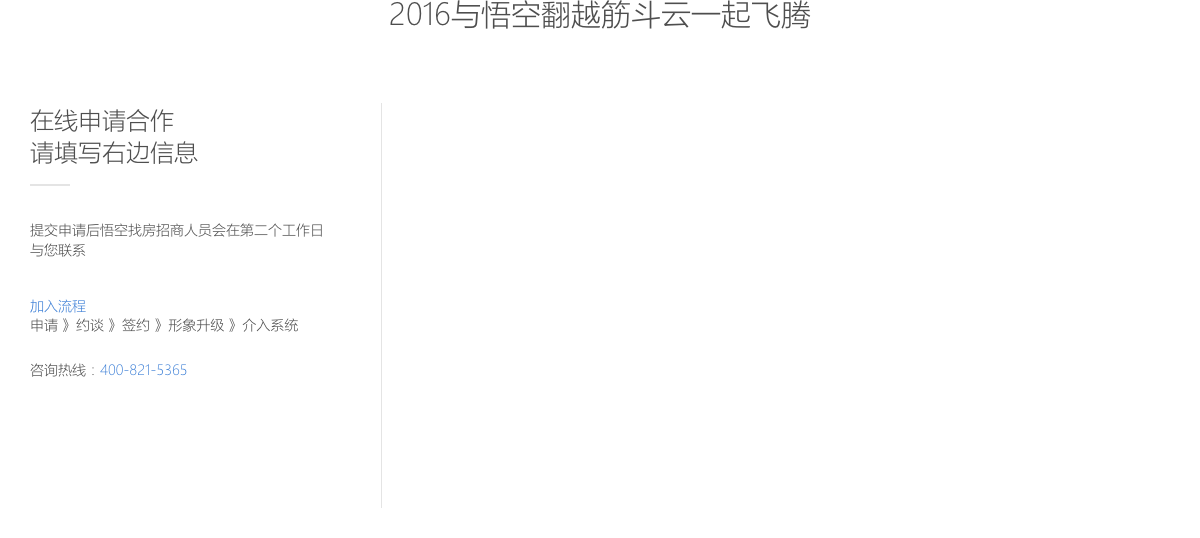 2016与悟空翻越筋斗云一起飞腾
在线申请合作
请填写右边信息
提交申请后悟空找房招商人员会在第二个工作日
与您联系
加入流程
申请 》约谈 》签约 》形象升级 》介入系统
咨询热线：400-821-5365